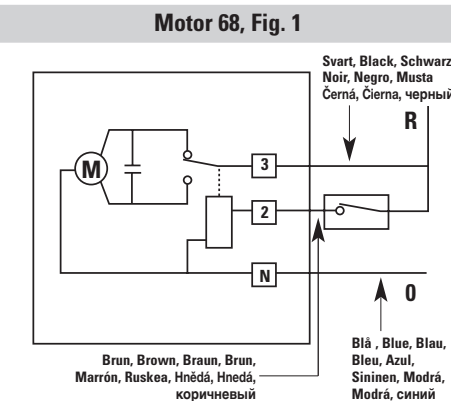 Motor 68, Fig. 1
Svart, Black, Schwarz
Noir, Negro, Musta
Černá, Čierna, черный
R
M
3
2
N
0
Brun, Brown, Braun, Brun,
Marrón, Ruskea, Hnědá, Hnedá,
коричневый
Blå , Blue, Blau,
Bleu, Azul,
Sininen, Modrá,
Modrá, синий